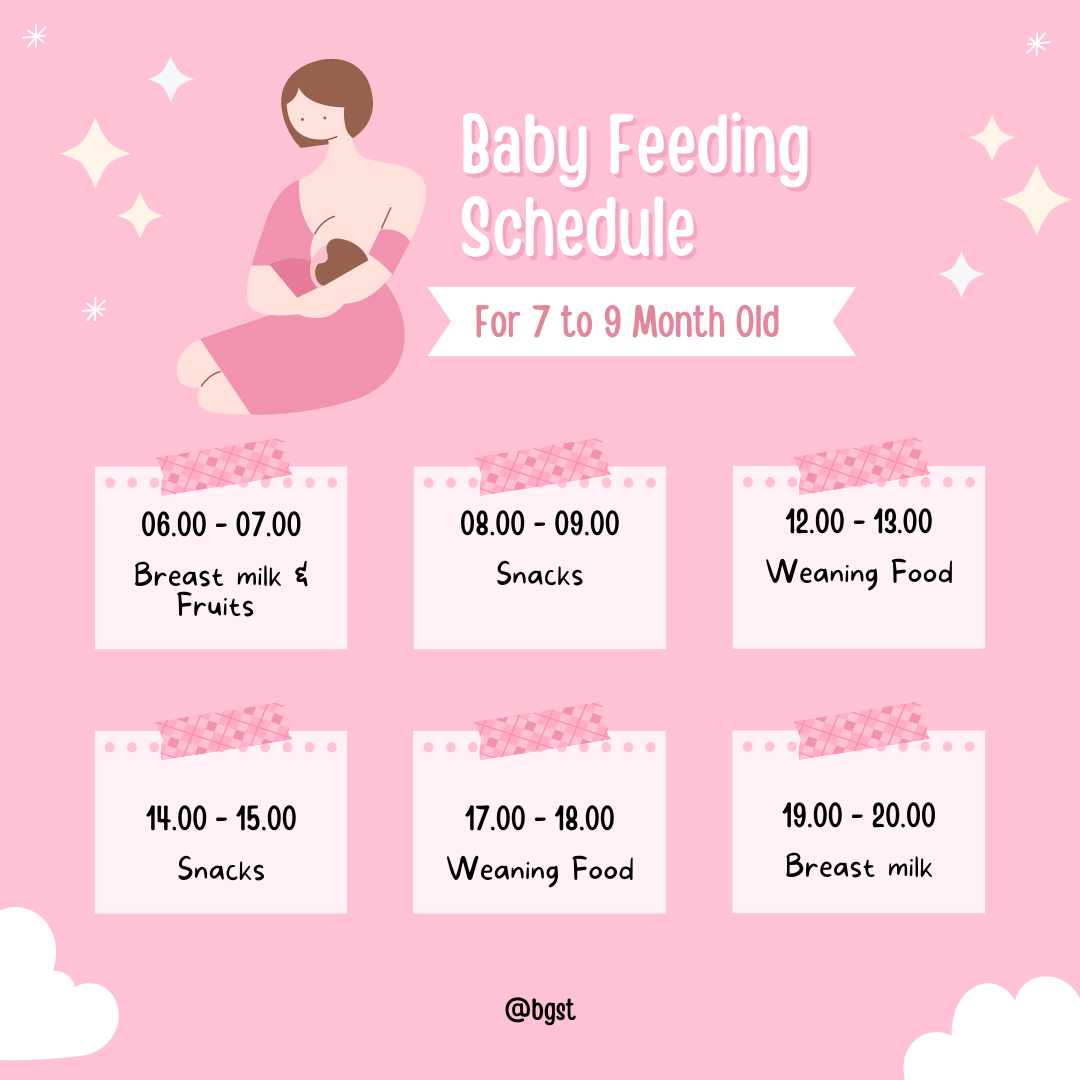 Baby Feeding
Schedule
For 7 to 9 Month Old
06.00 - 07.00
Breast milk &
Fruits
08.00 - 09.00
Snacks
12.00 - 13.00
Weaning Food
14.00 - 15.00
Snacks
17.00 - 18.00
Weaning Food
19.00 - 20.00
Breast milk
@bgst